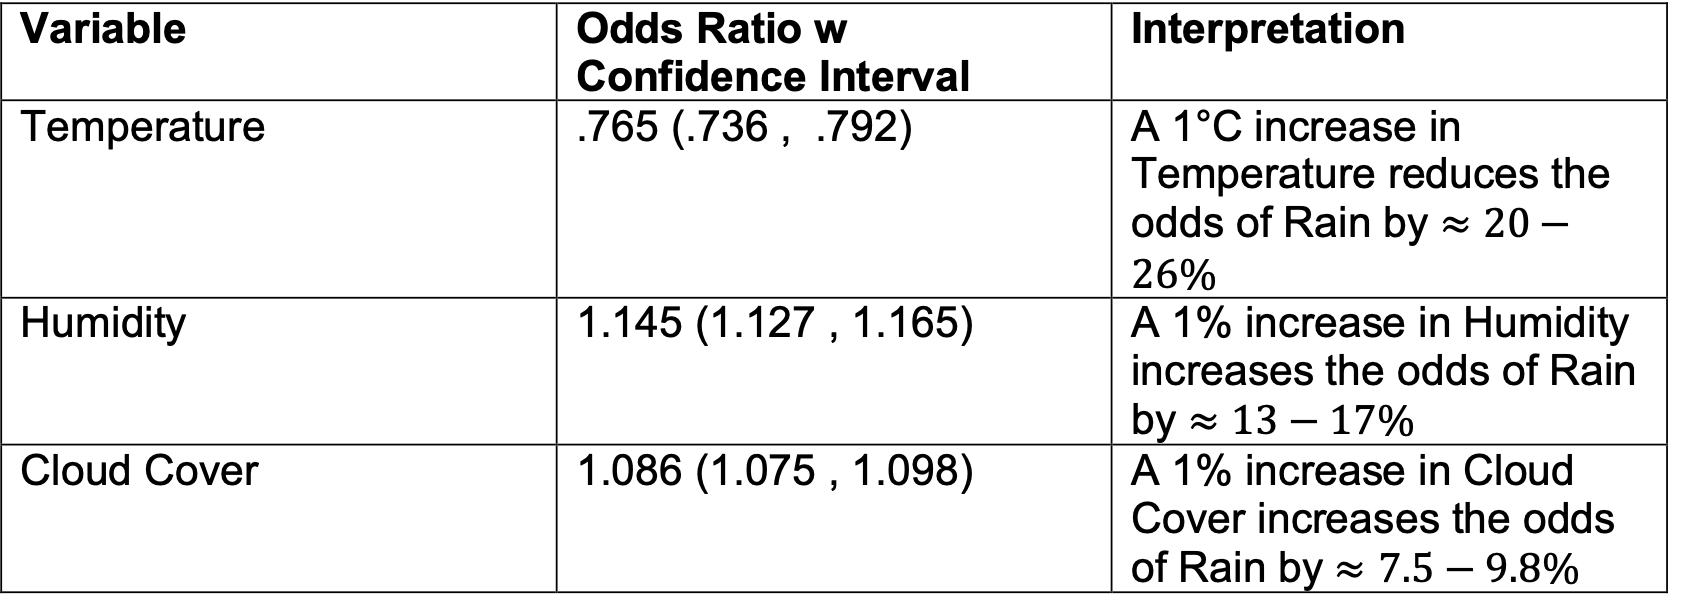 Variable
Odds Ratio w
Confidence Interval
Interpretation
Temperature
.765 (.736 ,  .792)
A 1°C increase in
Temperature reduces the
odds of Rain by ≈ 20 −
26%
Humidity
1.145 (1.127 , 1.165)
A 1% increase in Humidity
increases the odds of Rain
by ≈ 13 − 17%
Cloud Cover
1.086 (1.075 , 1.098)
A 1% increase in Cloud
Cover increases the odds
of Rain by ≈ 7.5 − 9.8%